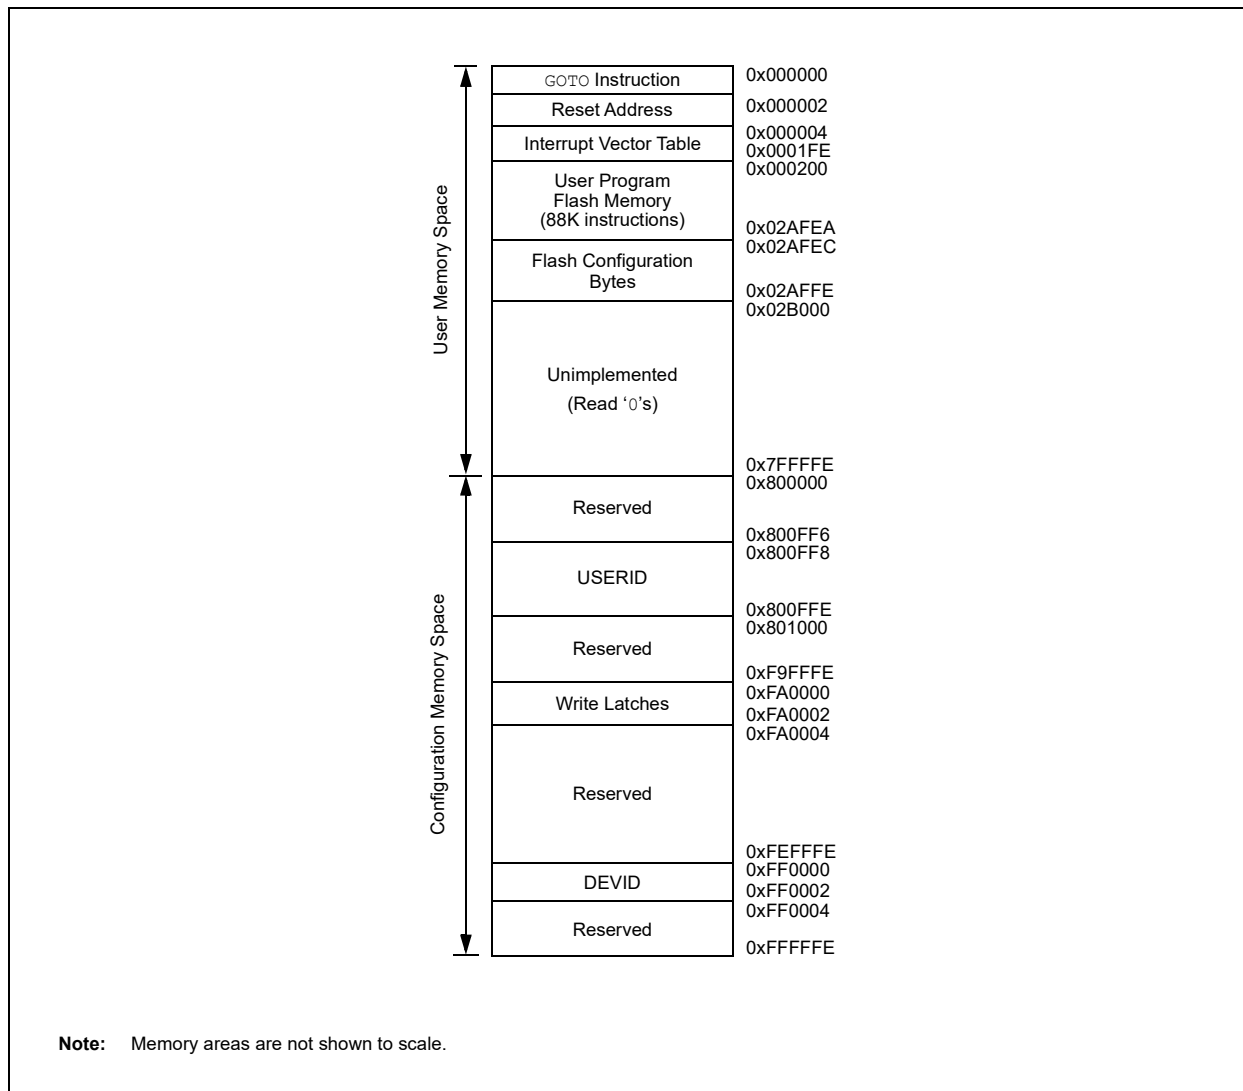 GOTO Instruction
0x000000
Reset Address
0x000002
Interrupt Vector Table
0x000004
0x0001FE
0x000200
User Program
Flash Memory
(88K instructions)
0x02AFEA
0x02AFEC
Flash Configuration
Bytes
0x02AFFE
0x02B000
User Memory Space
Unimplemented
(Read ‘0’s)
0x7FFFFE
0x800000
Reserved
0x800FF6
0x800FF8
USERID
0x800FFE
0x801000
Reserved
0xF9FFFE
0xFA0000
Write Latches
0xFA0002
0xFA0004
Configuration Memory Space
Reserved
0xFEFFFE
0xFF0000
DEVID
0xFF0002
0xFF0004
Reserved
0xFFFFFE
Note: Memory areas are not shown to scale.